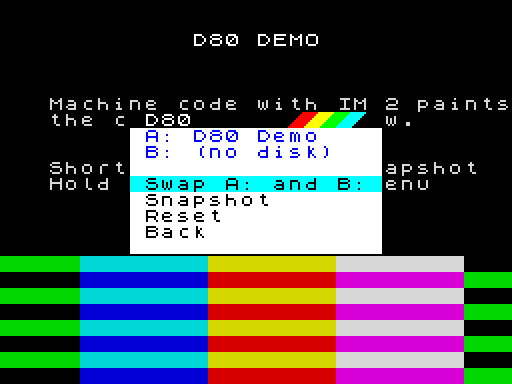 D80 DEMO
Machine code with IM 2 paints
the c
w.
D80
A: D80 Demo
B: (no disk)
Short
apshot
Hold
enu
Swap A: and B:
Snapshot
Reset
Back